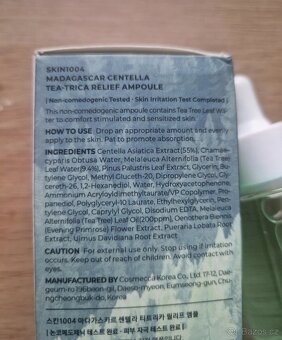 SKIN1004
MADAGASCAR CENTELLA
TEA-TRICA RELIEF AMPOULE
[ Non-comedogenic Tested · Skin Irritation Test Completed ]
This non-comedogenic ampoule contains Tea Tree Leaf Wa-
ter to comfort stimulated and sensitized skin.
HOW TO USE Drop an appropriate amount and evenly
apply to the skin. Pat to promote absorption.
INGREDIENTS Centella Asiatica Extract(55%), Chamae-
cyparis Obtusa Water, Melaleuca Alternifolia (Tea Tree)
Leaf Water(10%), Pinus Palustris Leaf Extract, Glycerin, Bu-
tylene Glycol, Methyl Gluceth-20, Dipropylene Glycol, Gly-
cereth-26, 1,2-Hexanediol, Water, Hydroxyacetophenone,
Ammonium Acryloyldimethyltaurate/VP Copolymer, Pro-
panediol, Polyglyceryl-10 Laurate, Ethylhexylglycerin, Pen-
tylene Glycol, Caprylyl Glycol, Disodium EDTA, Melaleuca
Alternifolia (Tea Tree) Leaf Oil(200ppm), Oenothera Biennis
(Evening Primrose) Flower Extract, Pueraria Lobata Root
Extract, Ulmus Davidiana Root Extract
CAUTION For external use only. Stop using if irritation
occurs. Keep out of reach of children. Avoid contact with
eyes.
MANUFACTURED BY Cosmecca Korea Co., Ltd. 17-12, Dae-
geum-ro 196beon-gil, Daeso-myeon, Eumseong-gun, Chu-
ngcheongbuk-do, Korea
스킨1004 마다가스카르 센텔라 티트리카 릴리프 앰플
[ 논코메도제닉 테스트 완료 · 피부 자극 테스트 완료 ]